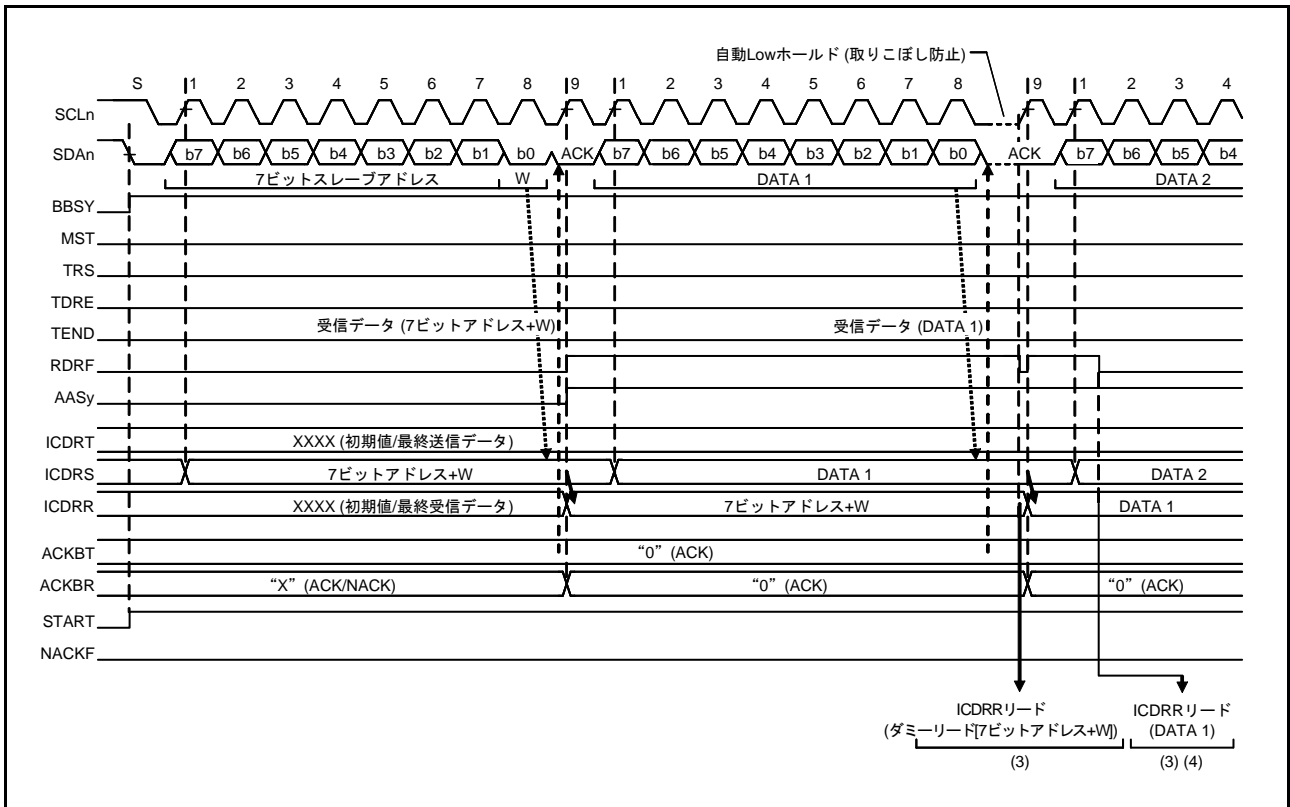 自動Lowホールド (取りこぼし防止)
S 1 2 3 4 5 6 7 8 9 1 2 3 4 5 6 7 8 9 1 2 3 4
SCLn
SDAn b7 b6 b5 b4 b3 b2 b1 b0 ACK b7 b6 b5 b4 b3 b2 b1 b0 ACK b7 b6 b5 b4
7ビットスレーブアドレス W DATA 1 DATA 2
BBSY
MST
TRS
TDRE
TEND 受信データ (7ビットアドレス+W) 受信データ (DATA 1)
RDRF
AASy
ICDRT XXXX (初期値/最終送信データ)
ICDRS 7ビットアドレス+W DATA 1 DATA 2
ICDRR XXXX (初期値/最終受信データ) 7ビットアドレス+W DATA 1
ACKBT “0” (ACK)
ACKBR “X” (ACK/NACK) “0” (ACK) “0” (ACK)
START
NACKF
ICDRRリード ICDRRリード
(ダミーリード[7ビットアドレス+W]) (DATA 1)
(3) (3) (4)